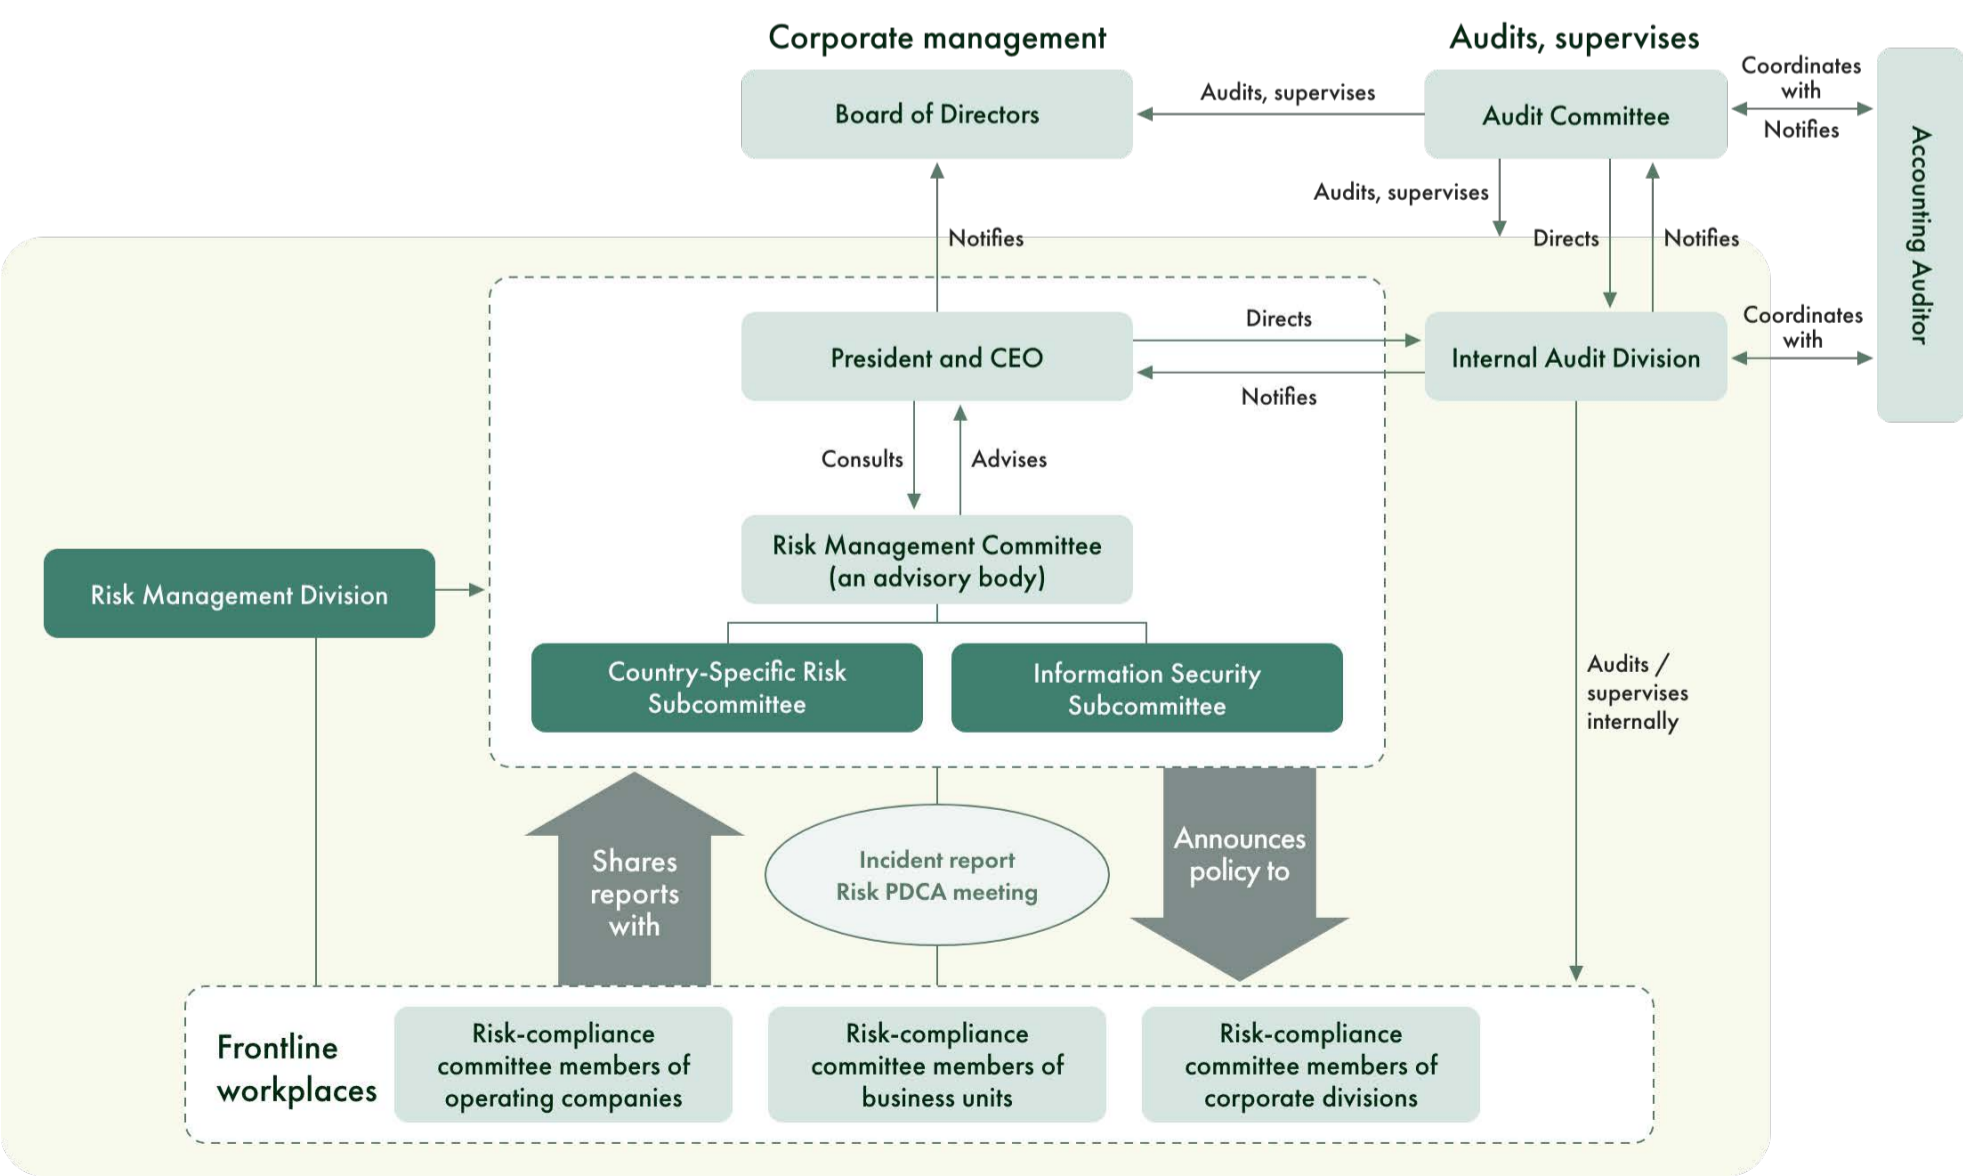 Corporate management
Audits, supervises
Board of Directors
Audits, supervises
Audit Committee
Coordinates
with
Notifies
Accounting Auditor
Audits, supervises
Notifies
Directs
Notifies
President and CEO
Directs
Notifies
Internal Audit Division
Coordinates
with
Consults
Advises
Risk Management Committee
(an advisory body)
Risk Management Division
Country-Specific Risk
Subcommittee
Information Security
Subcommittee
Audits /
supervises
internally
Shares
reports
with
Incident report
Risk PDCA meeting
Announces
policy to
Frontline
workplaces
Risk-compliance
committee members of
operating companies
Risk-compliance
committee members of
business units
Risk-compliance
committee members of
corporate divisions